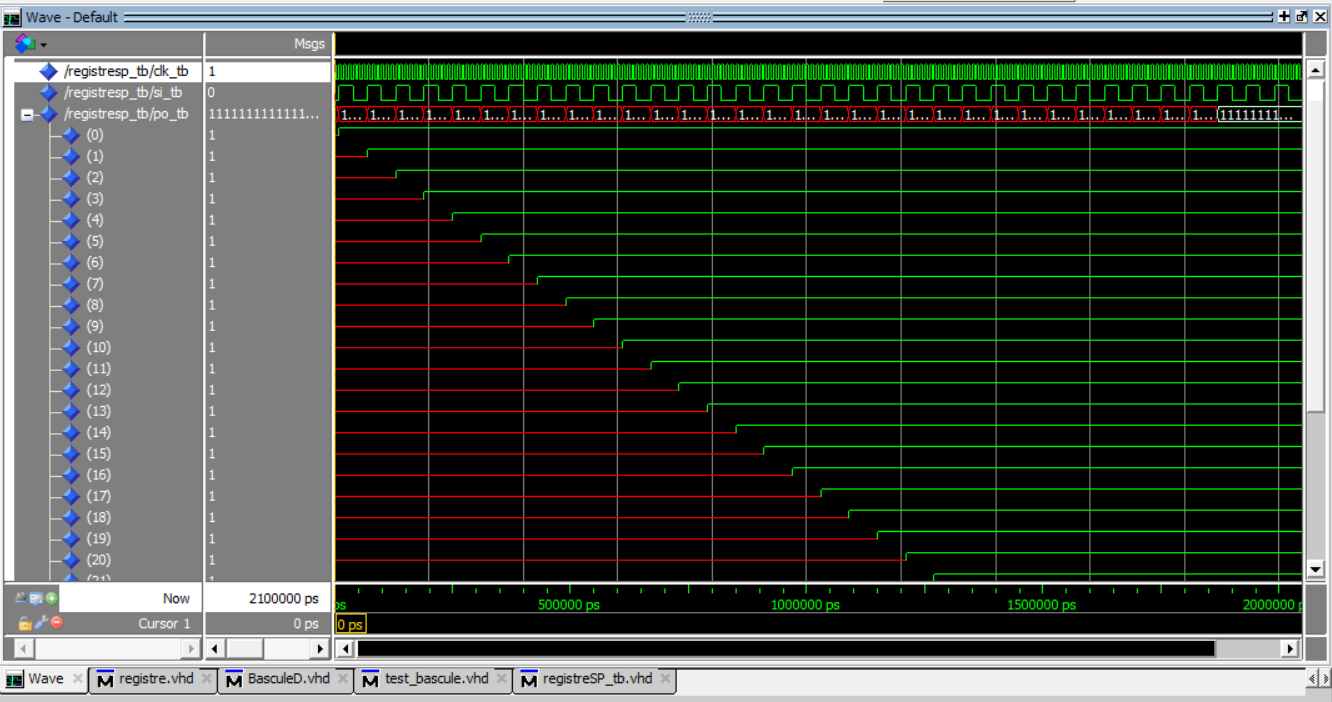 Wave - Default
Msgs
/registresp_tb/clk_tb 1
/registresp_tb/si_tb 0
/registresp_tb/po_tb 1111111111111... 1... 1... 1... 1... 1... 1... 1... 1... 1... 1... 1... 1... 1... 1... 1... 1... 1... 1... 1... 1... 1... 1... 1... 1... 1... 1... 1... 1... 1... 1... 1... 11111111...
(0) 1
(1) 1
(2) 1
(3) 1
(4) 1
(5) 1
(6) 1
(7) 1
(8) 1
(9) 1
(10) 1
(11) 1
(12) 1
(13) 1
(14) 1
(15) 1
(16) 1
(17) 1
(18) 1
(19) 1
(20) 1
(21) 1
Now 2100000 ps ps 500000 ps 1000000 ps 1500000 ps 2000000 p
Cursor 1 0 ps 0 ps
Wave registre.vhd BasculeD.vhd test_bascule.vhd registreSP_tb.vhd